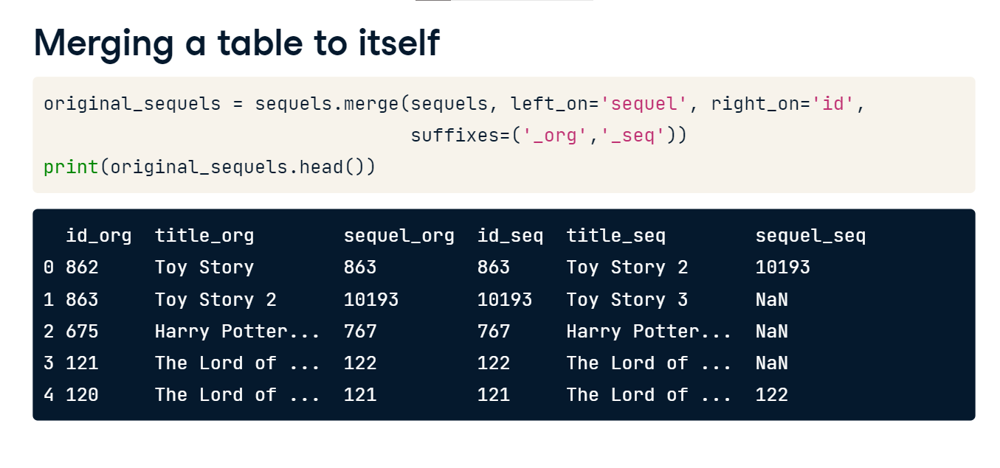 Merging a table to itself
original_sequels = sequels.merge(sequels, left_on='sequel', right_on='id',
                                 suffixes=('_org','_seq'))
print(original_sequels.head())
  id_org  title_org        sequel_org  id_seq  title_seq        sequel_seq
0 862     Toy Story        863         863     Toy Story 2      10193
1 863     Toy Story 2      10193       10193   Toy Story 3      NaN
2 675     Harry Potter...  767         767     Harry Potter...  NaN
3 121     The Lord of ...  122         122     The Lord of ...  NaN
4 120     The Lord of ...  121         121     The Lord of ...  122